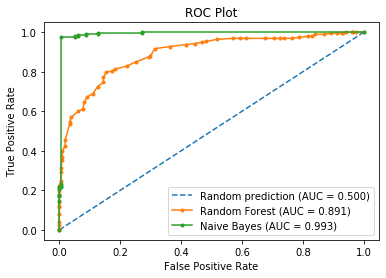 ROC Plot
True Positive Rate
1.0
0.8
0.6
0.4
0.2
0.0
Random prediction (AUC = 0.500)
Random Forest (AUC = 0.891)
Naive Bayes (AUC = 0.993)
0.0 0.2 0.4 0.6 0.8 1.0
False Positive Rate